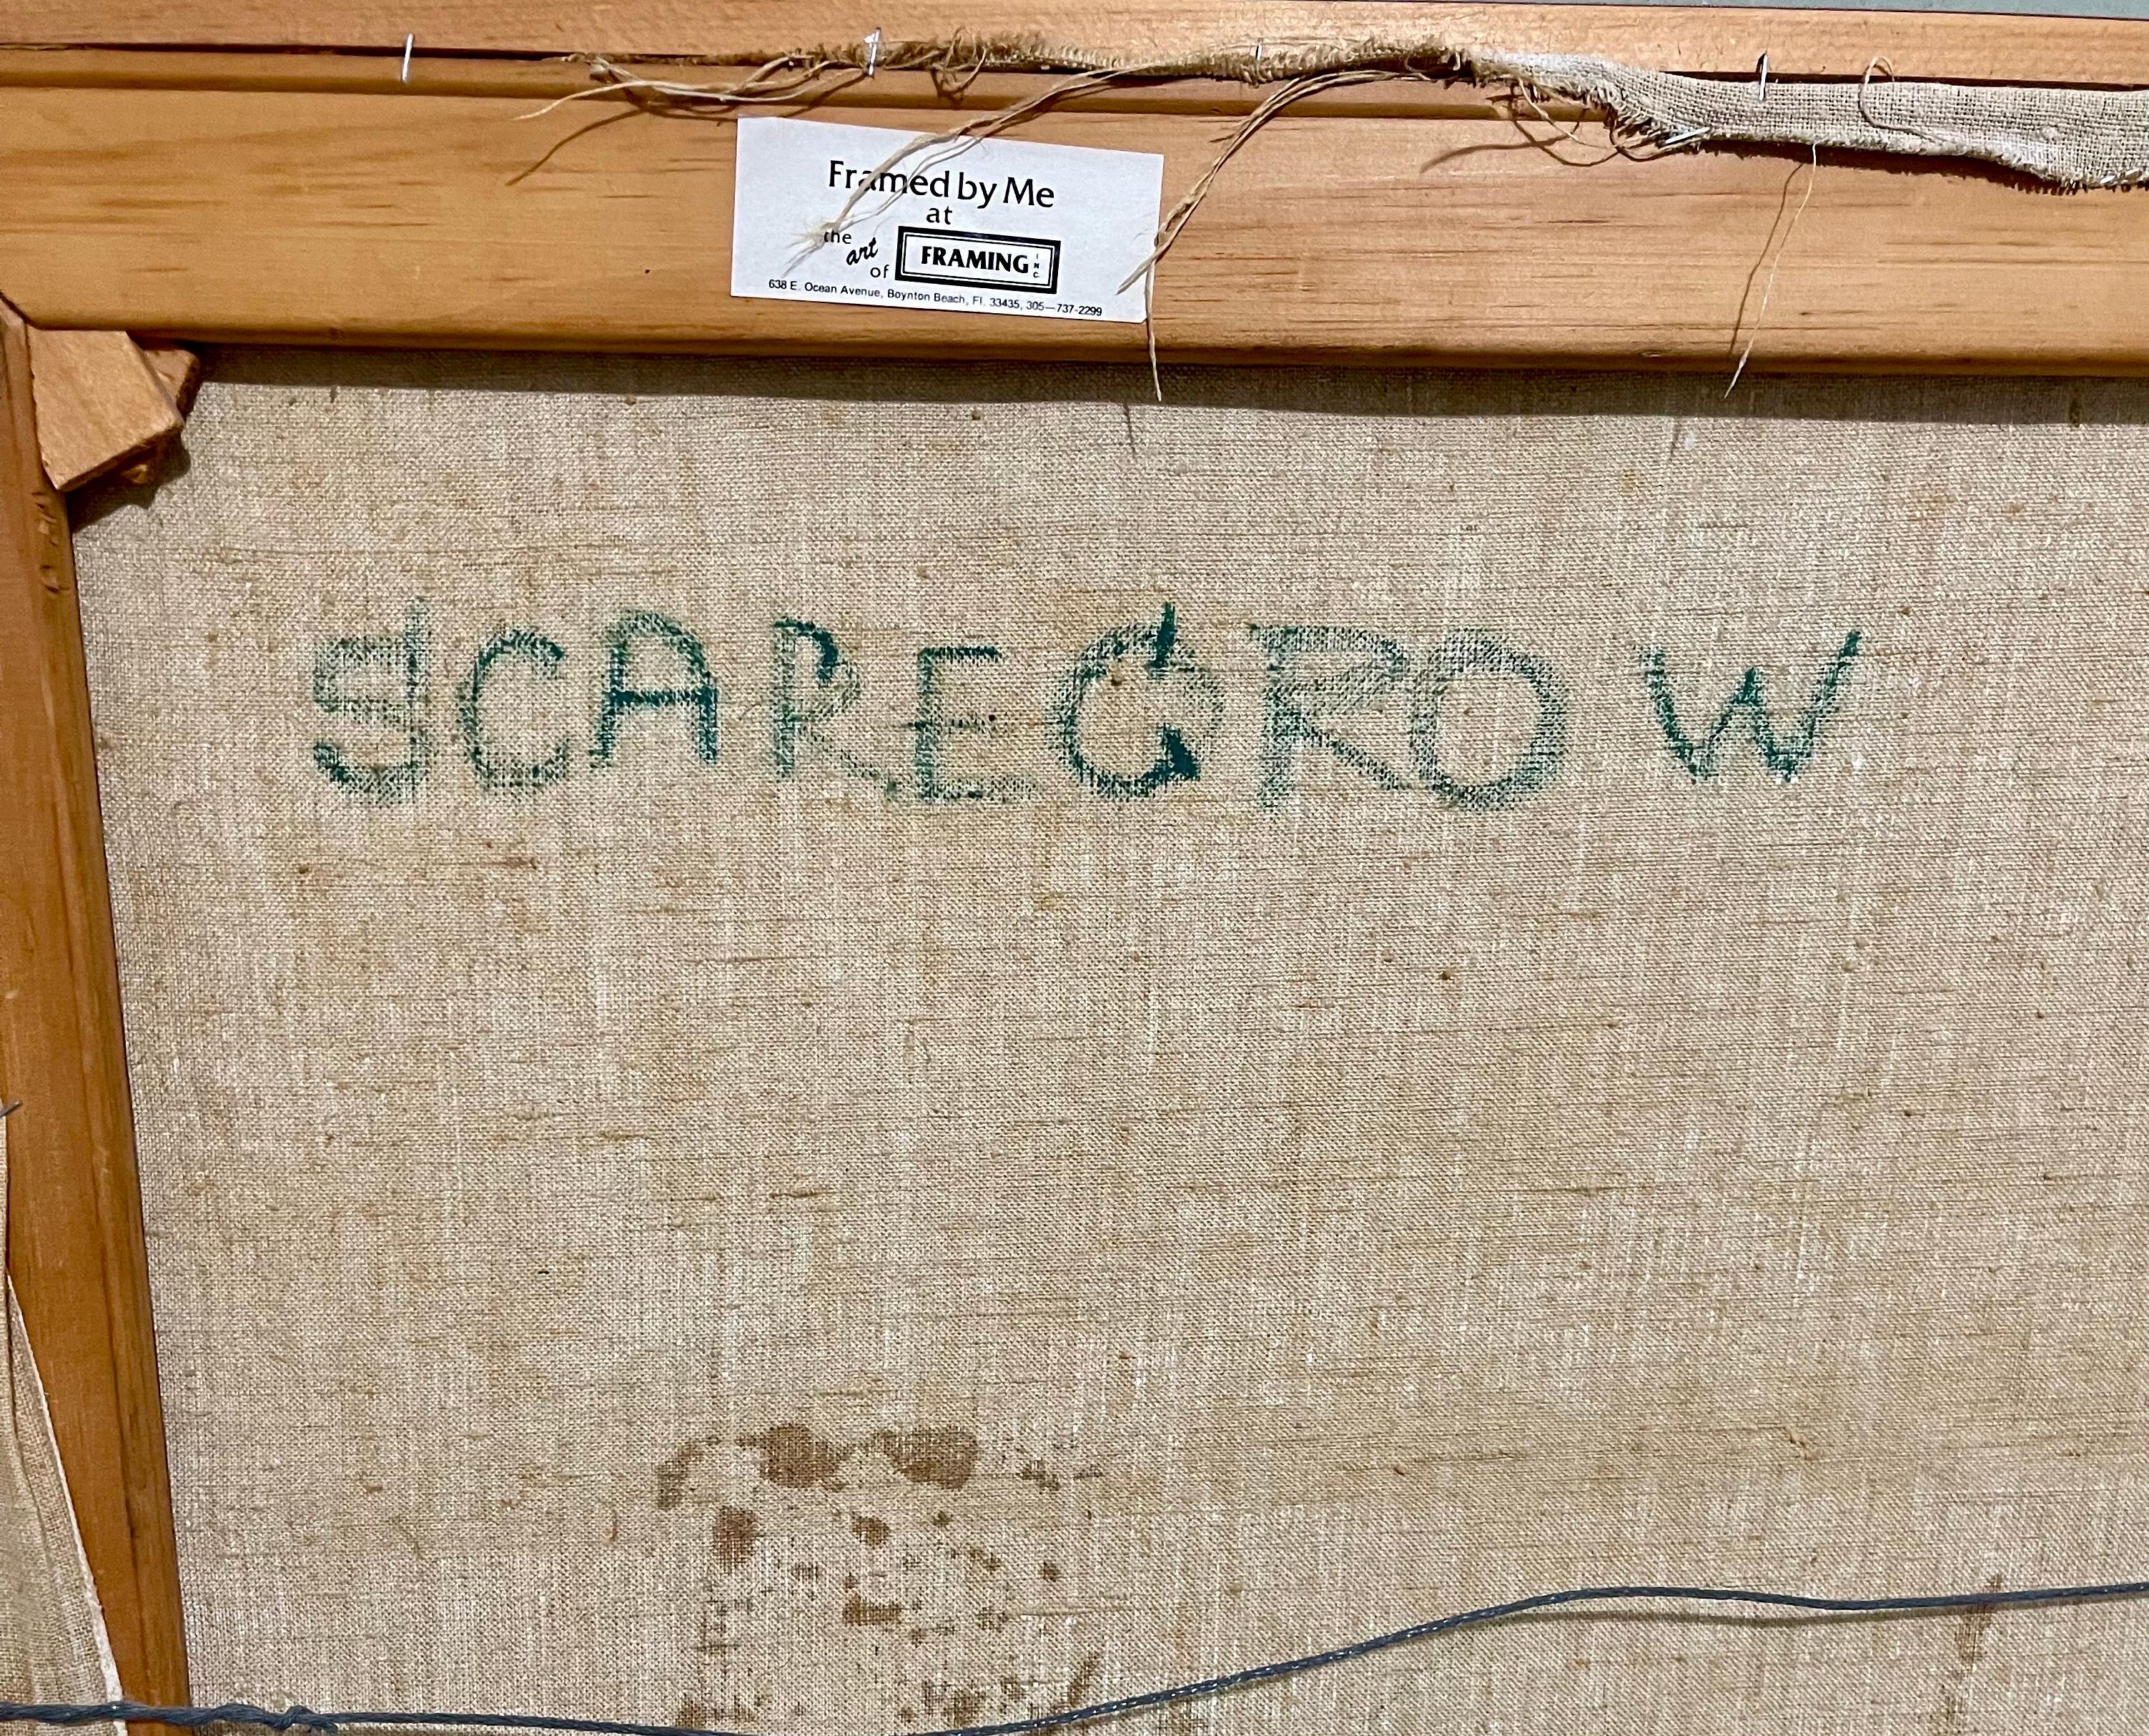 Framed by Me
at
the art of FRAMING INC.
638 E. Ocean Avenue, Boynton Beach, Fl. 33435, 305—737-2299
SCARECROW